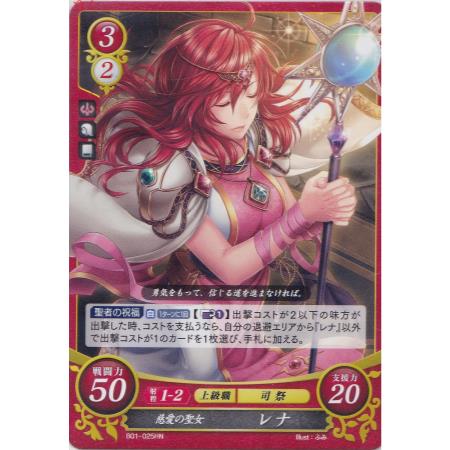 3
2
勇気をもって、信じる道を進まなければ。
聖者の祝福 自 1ターンに1回 【1】出撃コストが2以下の味方が
出撃した時、コストを支払うなら、自分の退避エリアから『レナ』以外
で出撃コストが1のカードを1枚選び、手札に加える。
戦闘力
50
射程 1-2
上級職
司祭
支援力
20
慈愛の聖女 レナ
B01-025HN
Illust:ふみ